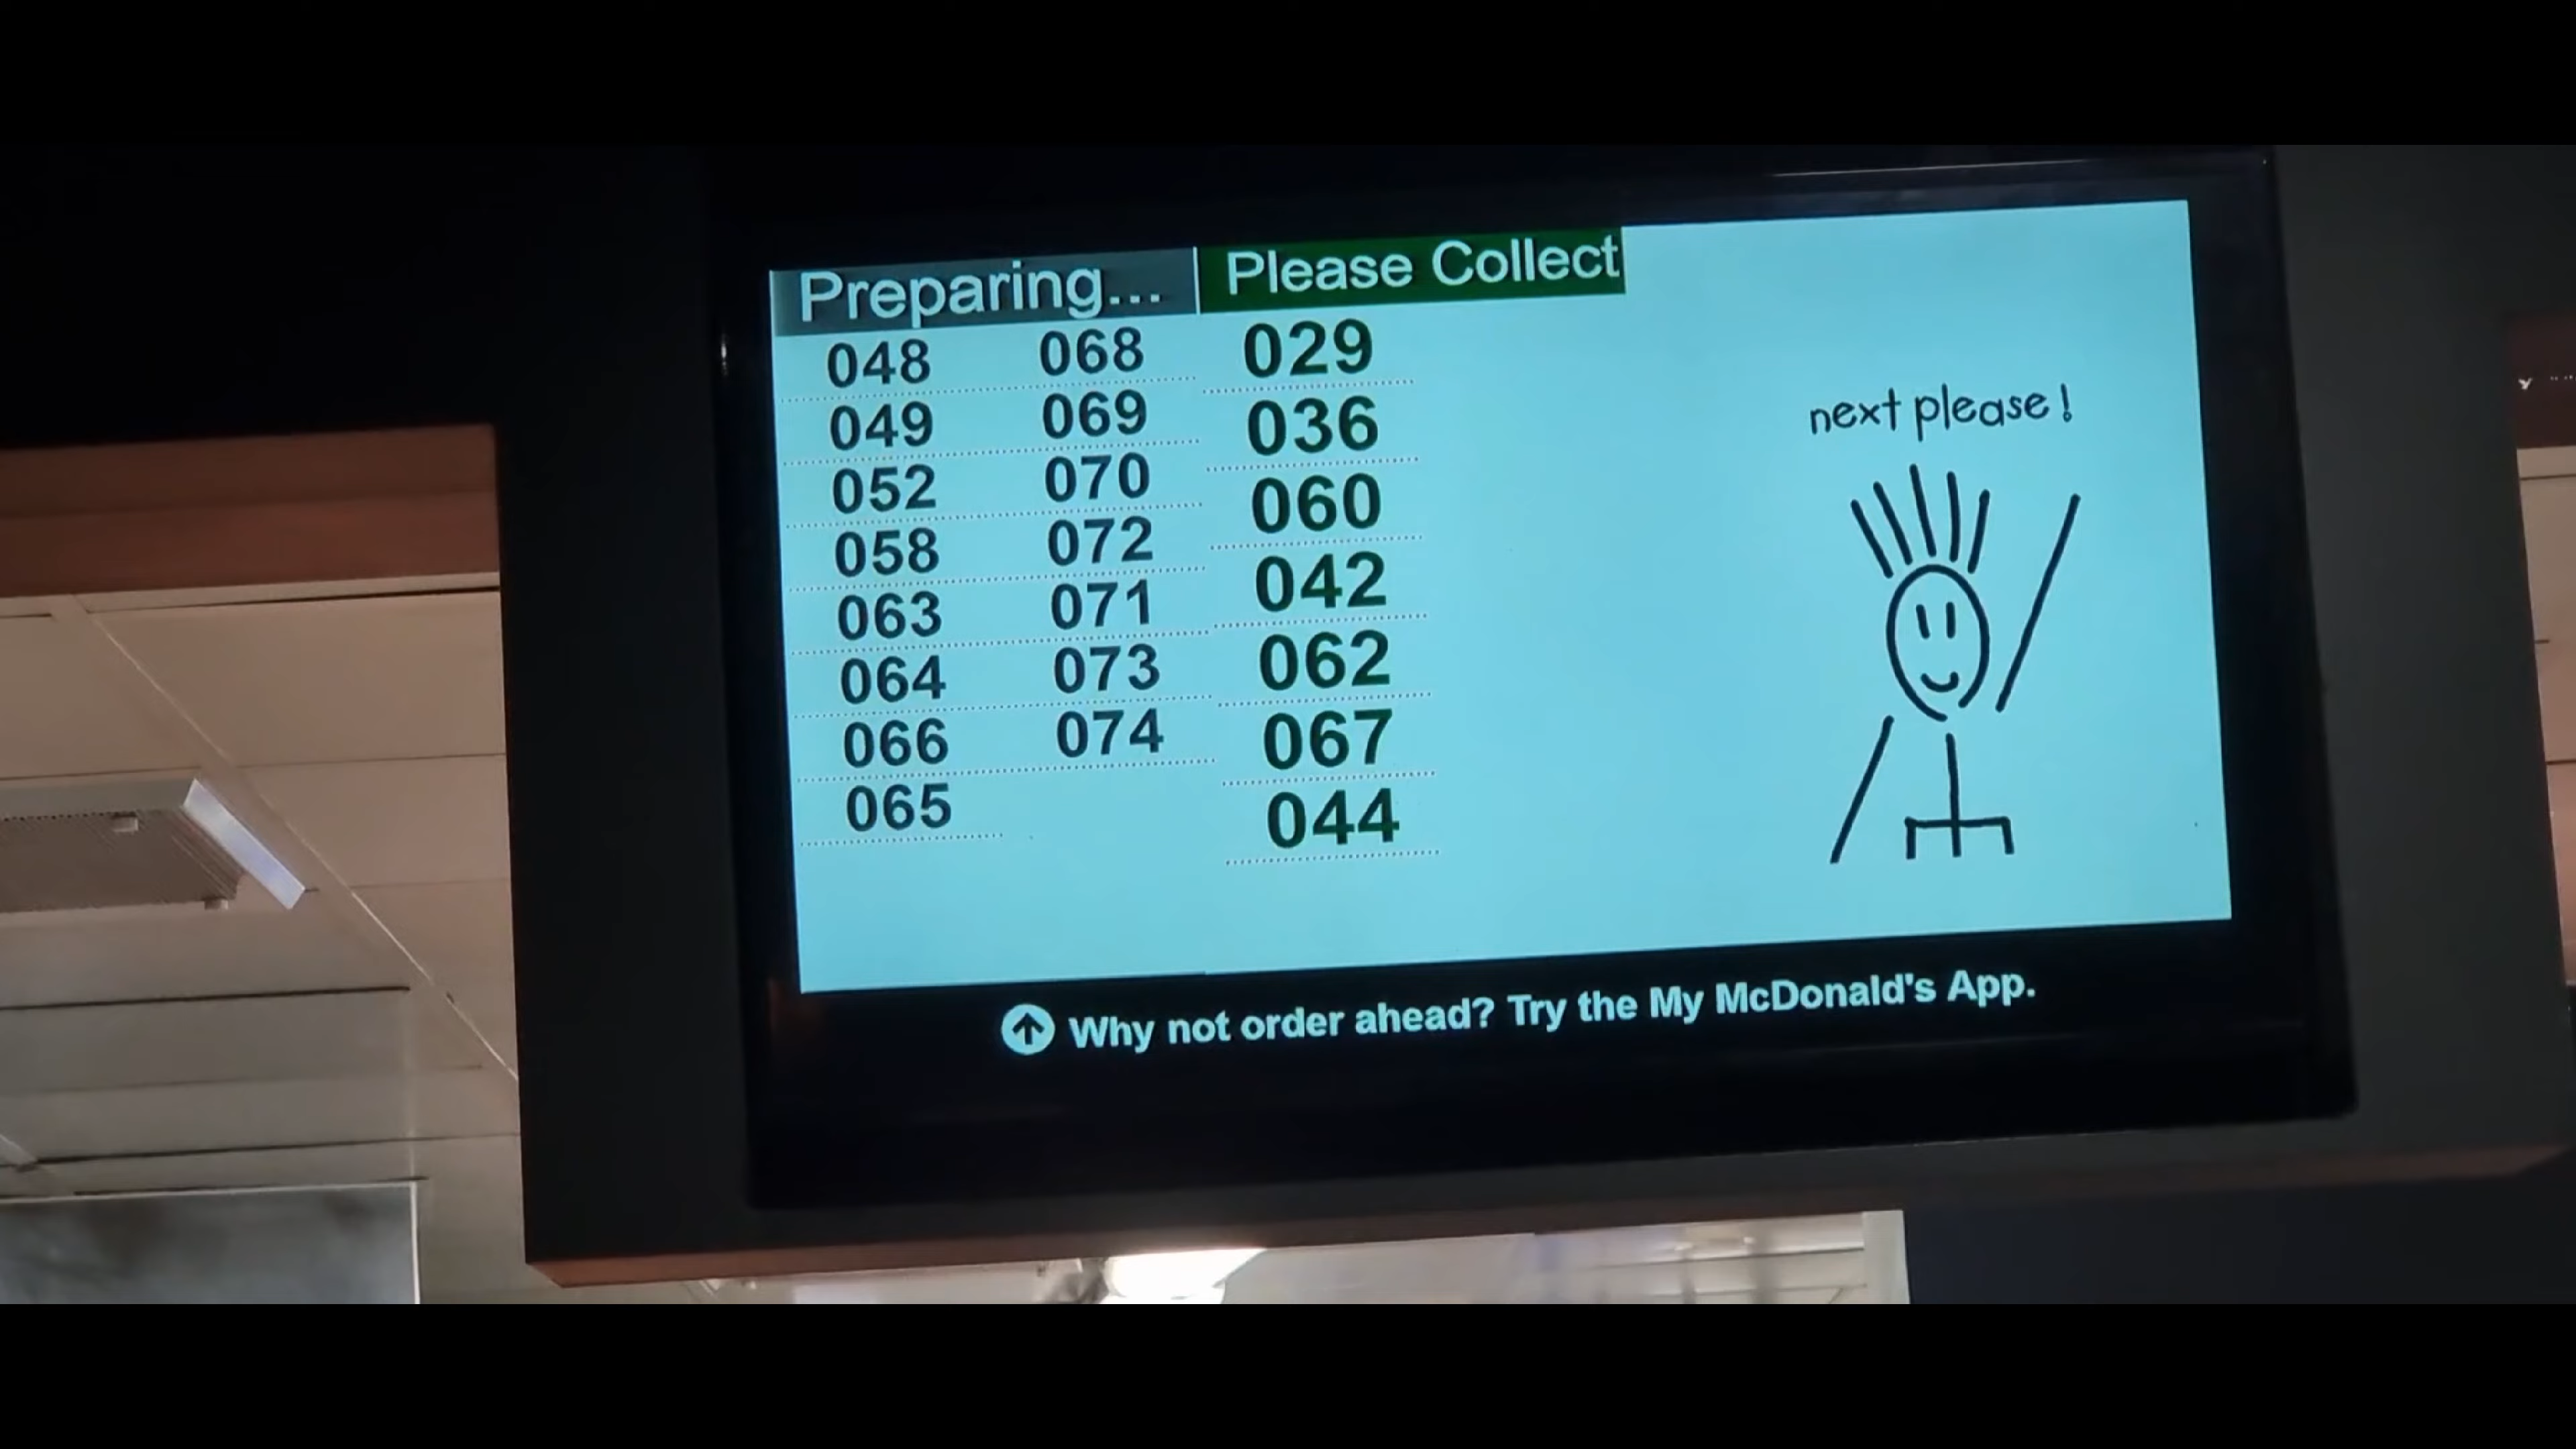 Preparing... Please Collect
048 068 029
049 069 036
052 070 060
058 072 042
063 071 062
064 073 067
066 074 044
065
next please!
Why not order ahead? Try the My McDonald's App.